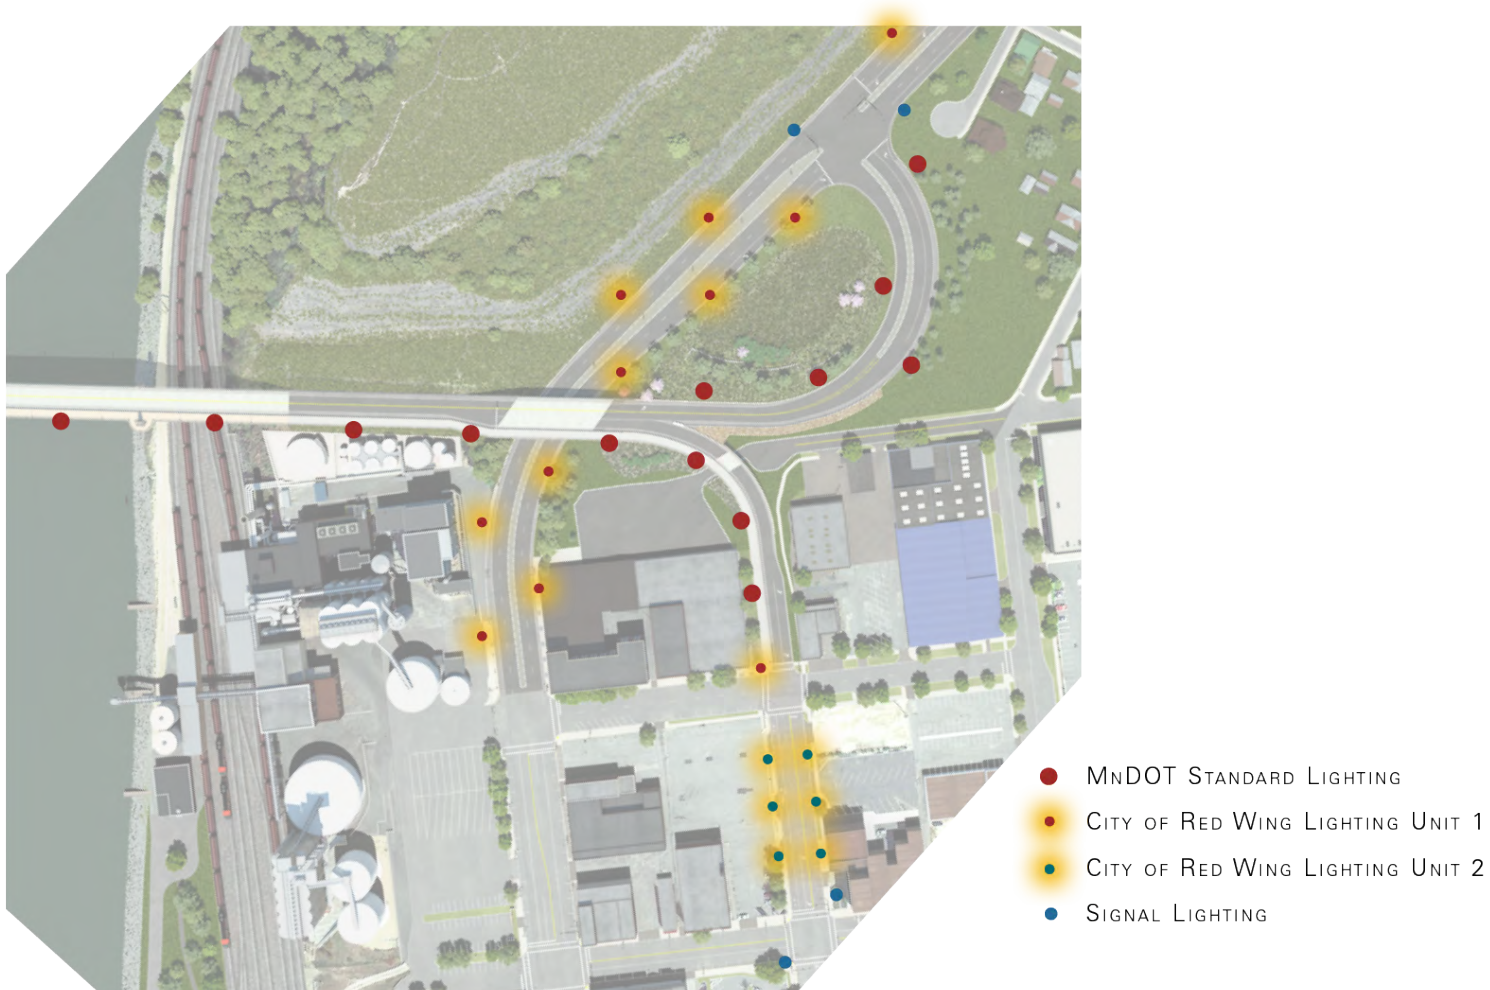 MnDOT Standard Lighting
City of Red Wing Lighting Unit 1
City of Red Wing Lighting Unit 2
Signal Lighting